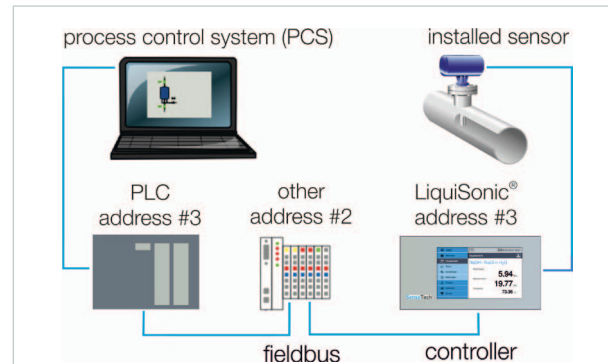 process control system (PCS)
installed sensor
PLC
address #3
other
address #2
LiquiSonic®
address #3
5.94
19.77
fieldbus
controller